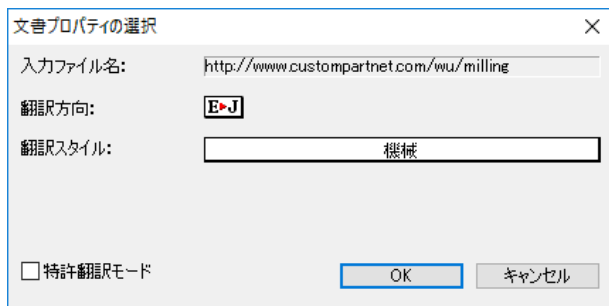 文書プロパティの選択
入力ファイル名: http://www.custompartnet.com/wu/milling
翻訳方向: E▶J
翻訳スタイル: 機械
特許翻訳モード OK キャンセル